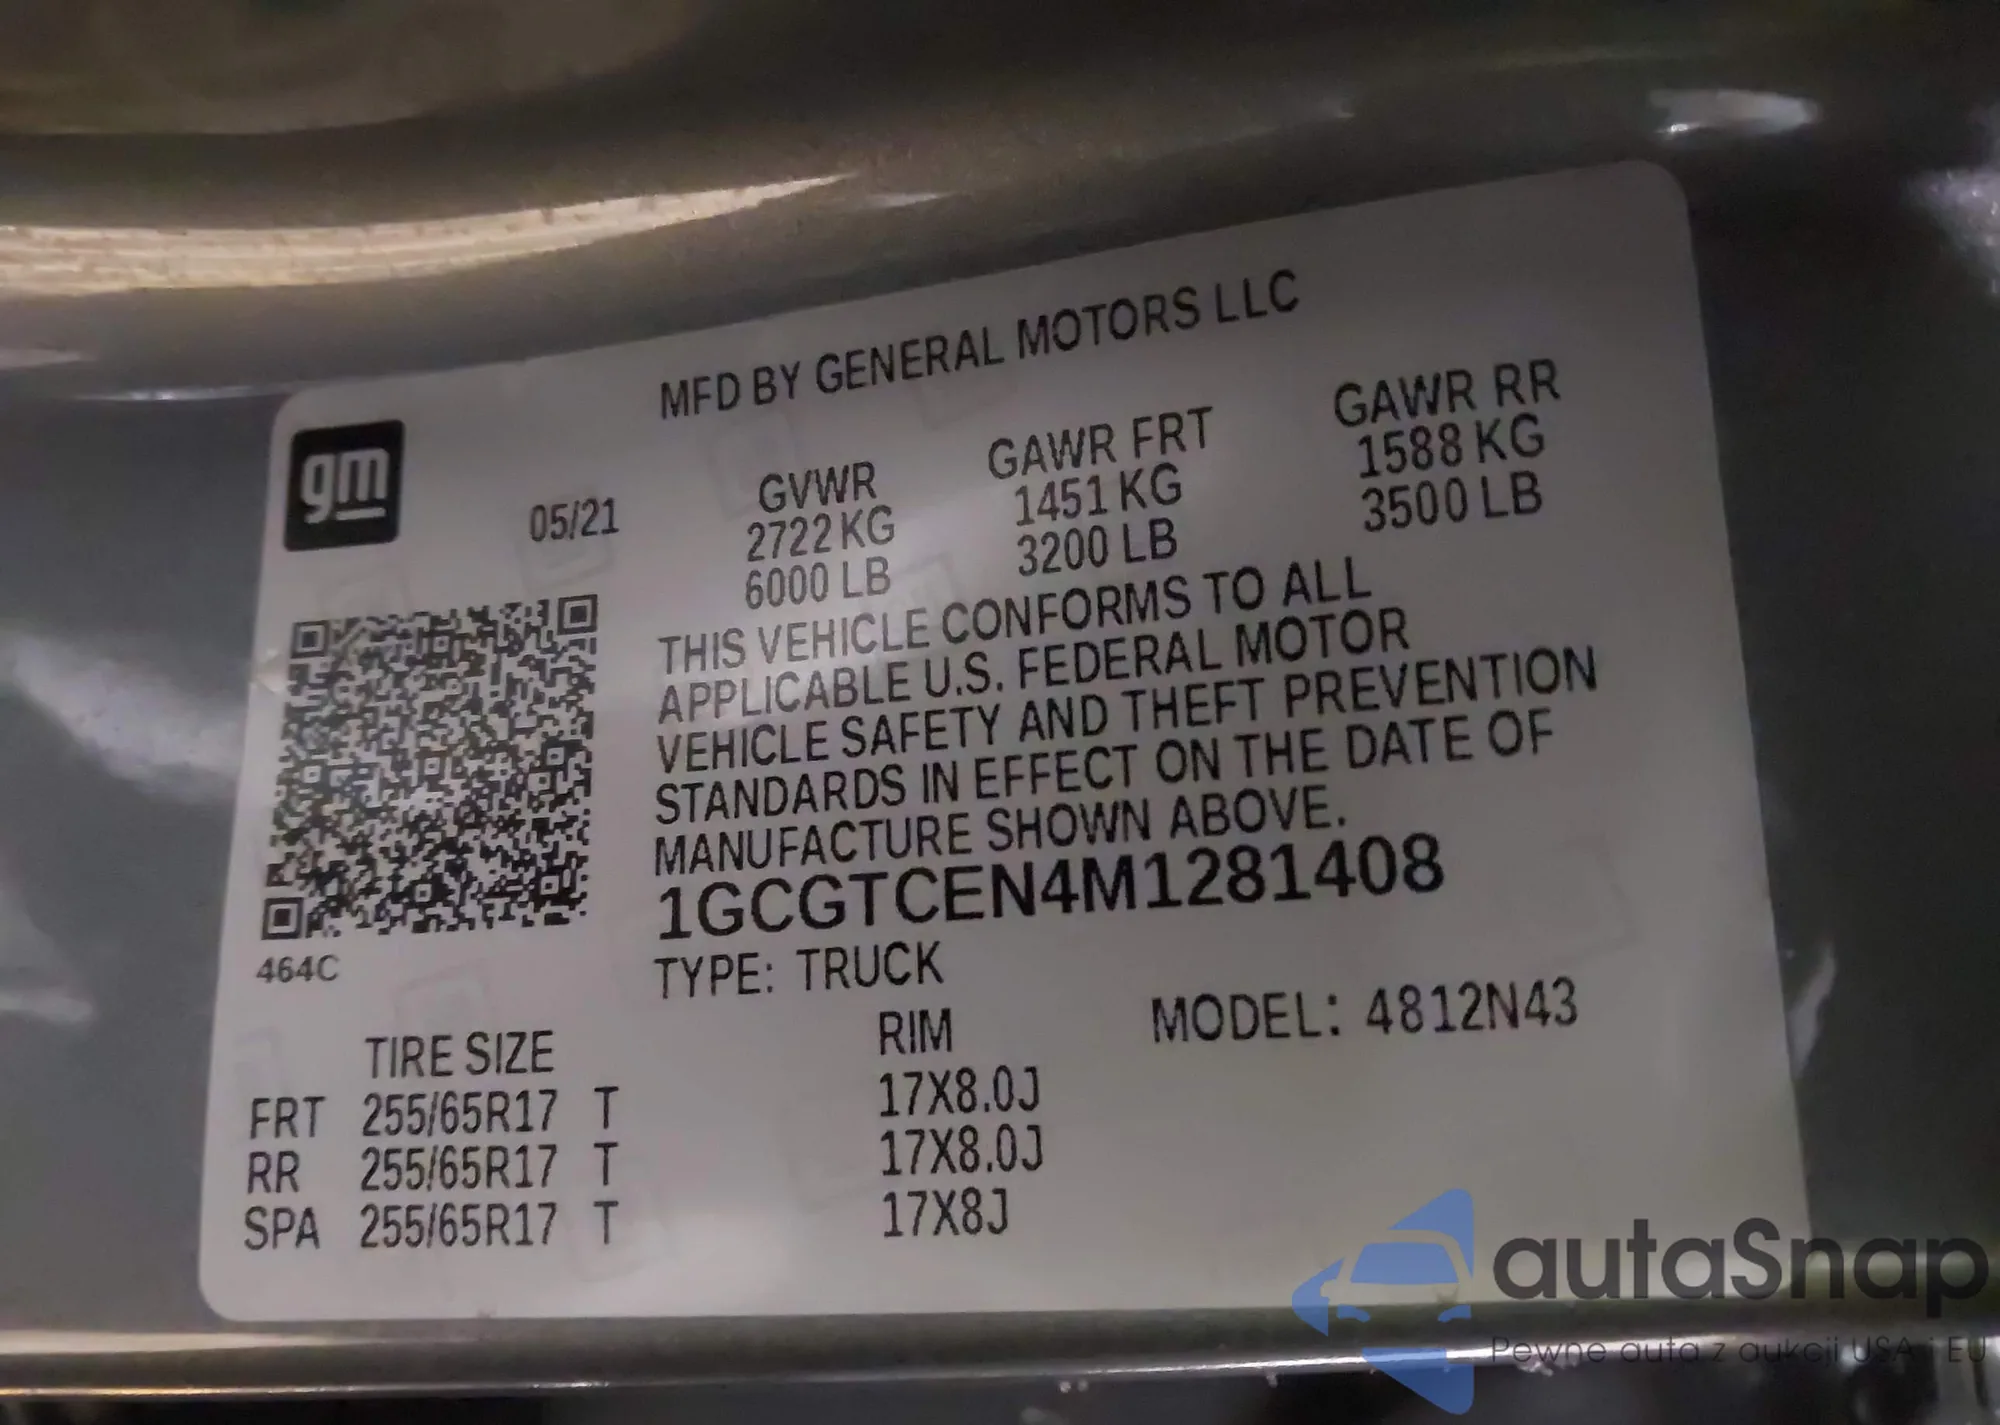 MFD BY GENERAL MOTORS LLC
gm
05/21
GVWR GAWR FRT GAWR RR
2722 KG 1451 KG 1588 KG
6000 LB 3200 LB 3500 LB
THIS VEHICLE CONFORMS TO ALL
APPLICABLE U.S. FEDERAL MOTOR
VEHICLE SAFETY AND THEFT PREVENTION
STANDARDS IN EFFECT ON THE DATE OF
MANUFACTURE SHOWN ABOVE.
1GCGTCEN4M1281408
464C
TYPE: TRUCK
MODEL: 4812N43
TIRE SIZE RIM
FRT 255/65R17 T 17X8.0J
RR 255/65R17 T 17X8.0J
SPA 255/65R17 T 17X8J
autaSnap
Pewne auta z aukcji USA i EU